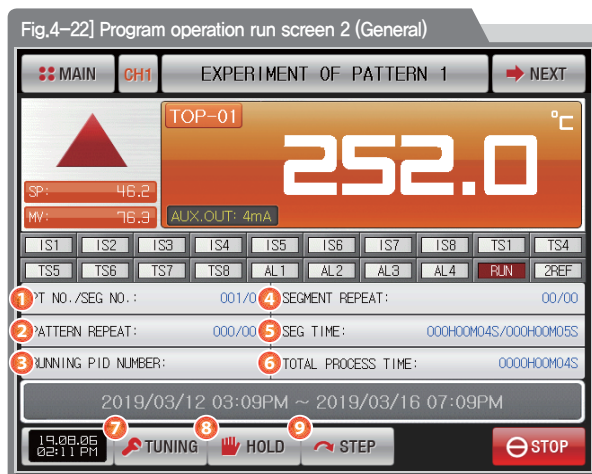 Fig.4-22] Program operation run screen 2 (General)
MAIN CH1 EXPERIMENT OF PATTERN 1 NEXT
TOP-01 °C
252.0
SP: 46.2
MV: 76.3 AUX.OUT: 4mA
IS1 IS2 IS3 IS4 IS5 IS6 IS7 IS8 TS1 TS4
TS5 TS6 TS7 TS8 AL1 AL2 AL3 AL4 RUN 2REF
1 PT NO./SEG NO.: 001/0 4 SEGMENT REPEAT: 00/00
2 PATTERN REPEAT: 000/00 5 SEG TIME: 000H00M04S/000H00M05S
3 RUNNING PID NUMBER: 6 TOTAL PROCESS TIME: 0000H00M04S
2019/03/12 03:09PM ~ 2019/03/16 07:09PM
19.08.06
02:11 PM 7 TUNING 8 HOLD 9 STEP STOP